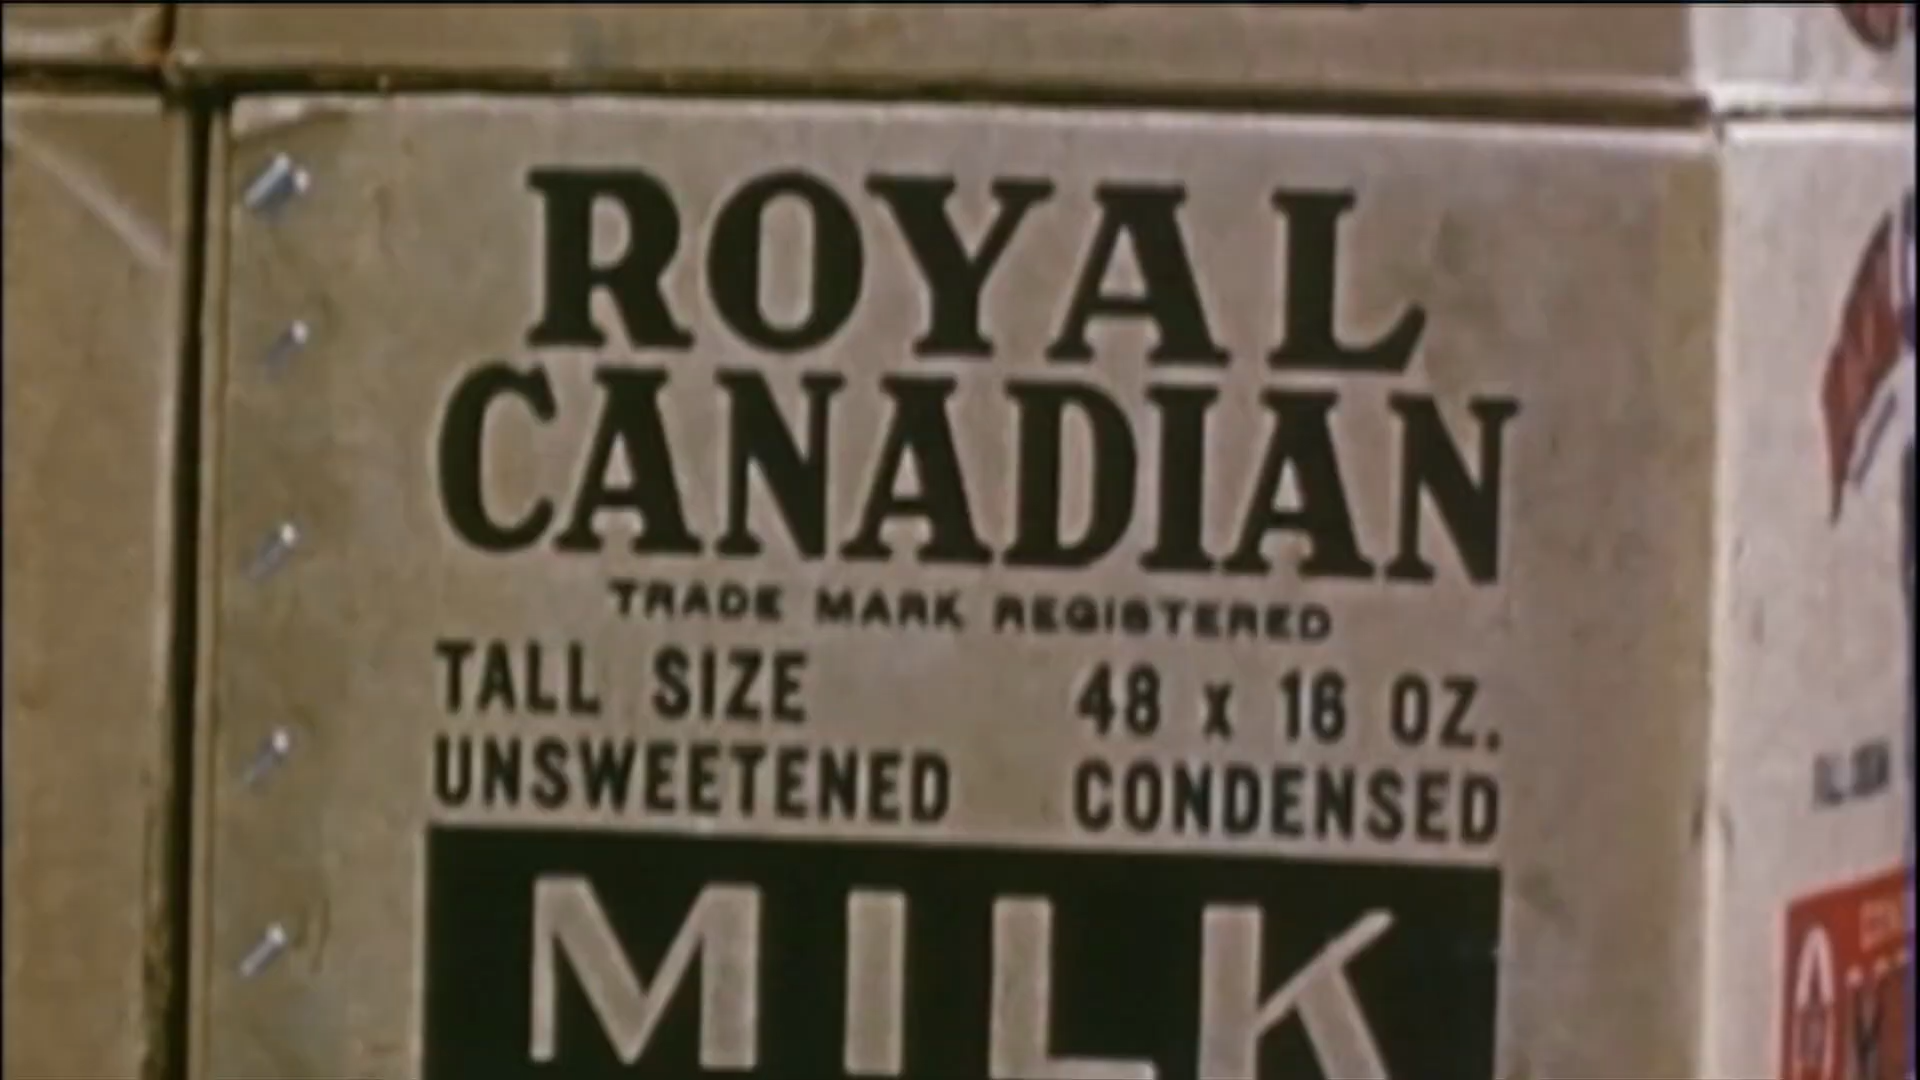 ROYAL
CANADIAN
TRADE MARK REGISTERED
TALL SIZE 48 x 16 OZ.
UNSWEETENED CONDENSED
MILK